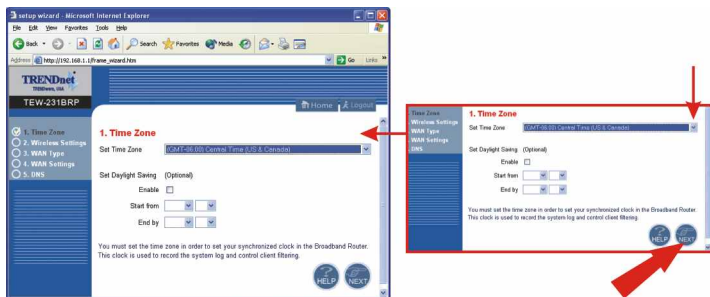 setup wizard - Microsoft Internet Explorer
File Edit View Favorites Tools Help
Back Search Favorites Media
Address http://192.168.1.1/frame_wizard.htm Go Links »
TRENDnet
TRENDware, USA
TEW-231BRP
Home Logout
1. Time Zone
2. Wireless Settings
3. WAN Type
4. WAN Settings
5. DNS
1. Time Zone
Set Time Zone (GMT-06:00) Central Time (US & Canada)
Set Daylight Saving (Optional)
Enable
Start from
End by
You must set the time zone in order to set your synchronized clock in the Broadband Router.
This clock is used to record the system log and control client filtering.
HELP NEXT
Time Zone
Wireless Settings
WAN Type
WAN Settings
DNS
1. Time Zone
Set Time Zone (GMT-06:00) Central Time (US & Canada)
Set Daylight Saving (Optional)
Enable
Start from
End by
You must set the time zone in order to set your synchronized clock in the Broadband Router.
This clock is used to record the system log and control client filtering.
HELP NEXT